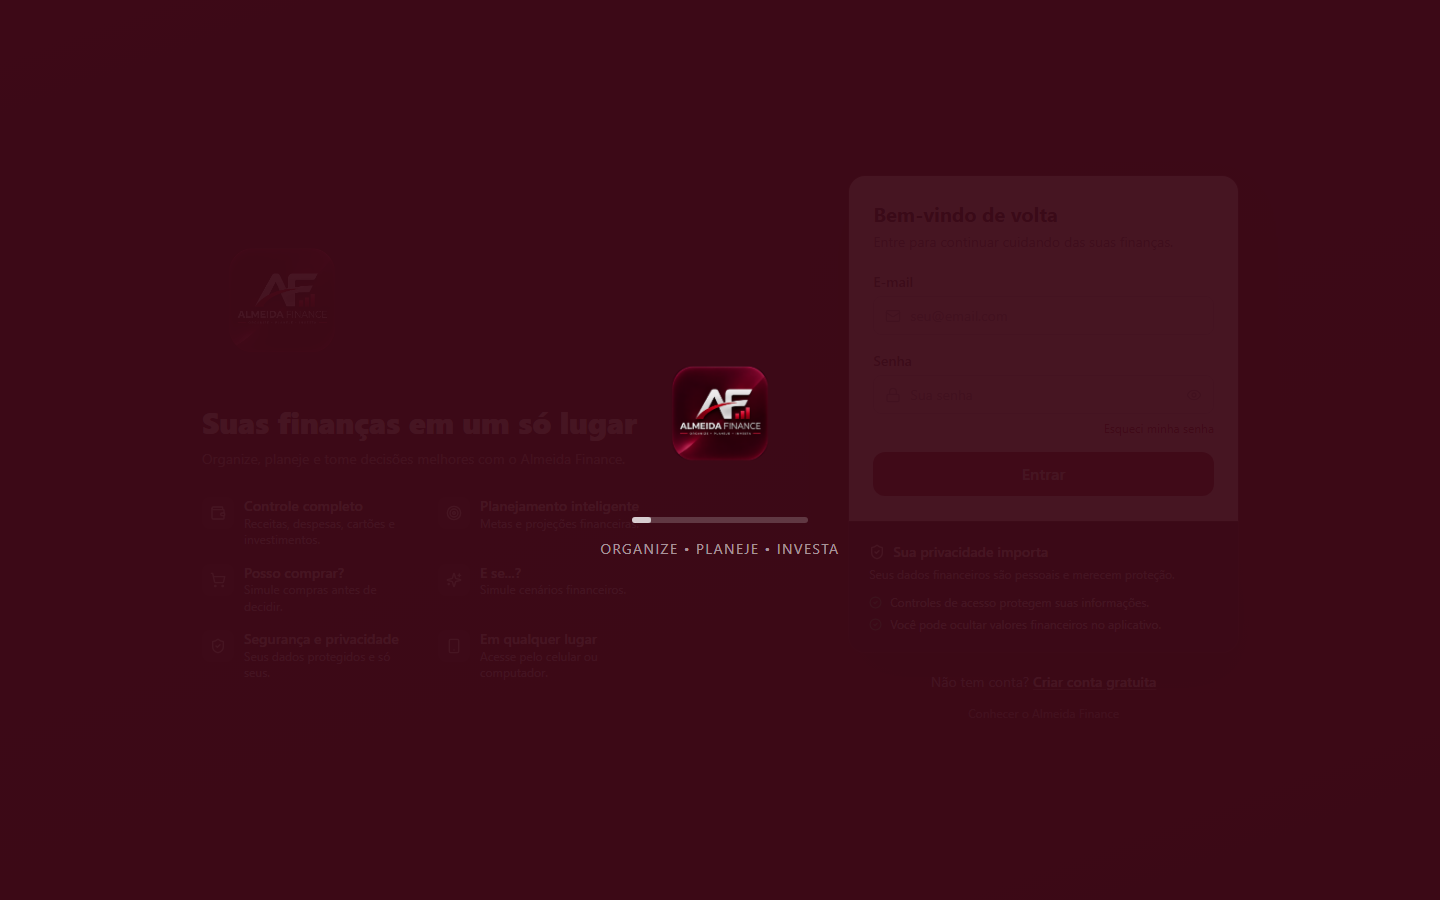 AF
ALMEIDA FINANCE
Suas finanças em um só lugar
Organize, planeje e tome decisões melhores com o Almeida Finance.
Controle completo
Receitas, despesas, cartões e
investimentos.
Planejamento inteligente
Metas e projeções
Posso comprar?
Simule compras antes de
decidir.
E se...?
Simule cenários financeiros.
Segurança e privacidade
Seus dados protegidos e só
seus.
Em qualquer lugar
Acesse pelo celular ou
computador.
AF
ALMEIDA FINANCE
ORGANIZE • PLANEJE • INVESTA
ORGANIZE • PLANEJE • INVESTA
Bem-vindo de volta
Entre para continuar cuidando das suas finanças.
E-mail
Senha
Sua senha
Esqueci minha senha
Entrar
Sua privacidade importa
Seus dados financeiros são pessoais e merecem proteção.
Controles de acesso protegem suas informações.
Você pode ocultar valores financeiros no aplicativo.
Não tem conta? Criar conta gratuita
Conhecer o Almeida Finance